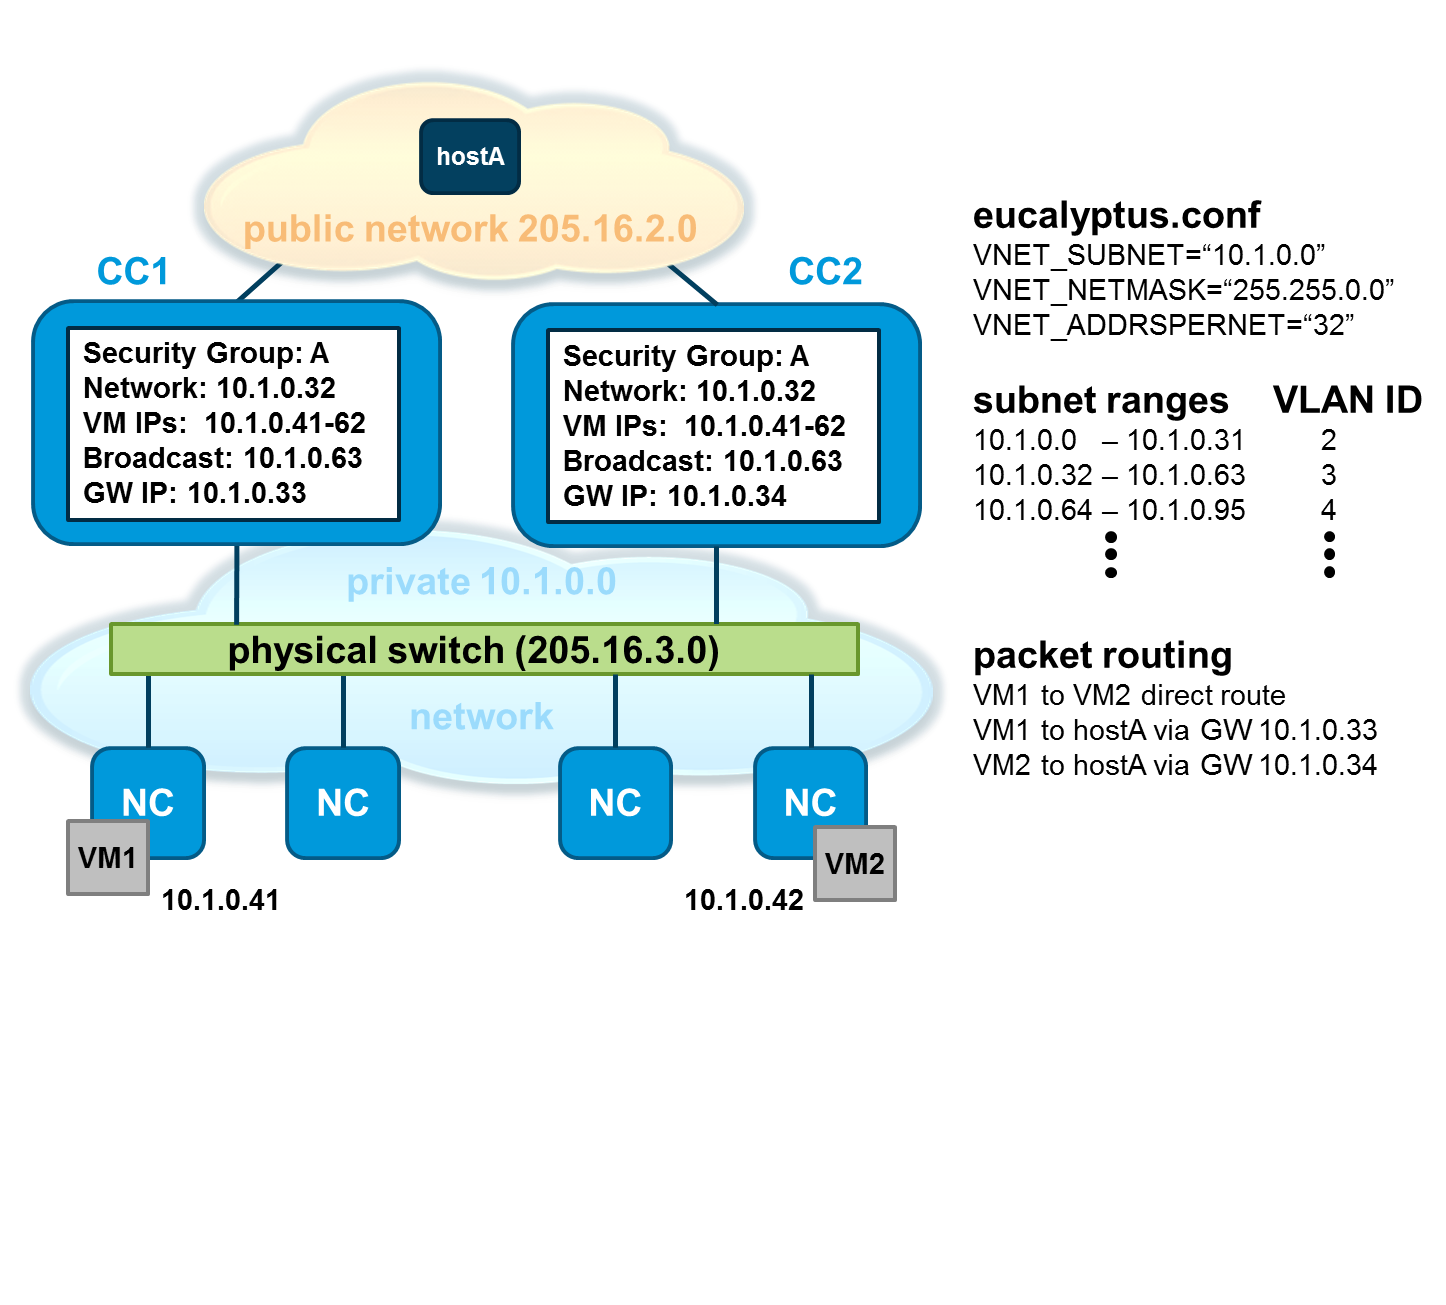 hostA
public network 205.16.2.0
CC1
CC2
Security Group: A
Network: 10.1.0.32
VM IPs:  10.1.0.41-62
Broadcast: 10.1.0.63
GW IP: 10.1.0.33
Security Group: A
Network: 10.1.0.32
VM IPs:  10.1.0.41-62
Broadcast: 10.1.0.63
GW IP: 10.1.0.34
private 10.1.0.0
physical switch (205.16.3.0)
network
NC
NC
NC
NC
VM1
VM2
10.1.0.41
10.1.0.42
eucalyptus.conf
VNET_SUBNET=“10.1.0.0”
VNET_NETMASK=“255.255.0.0”
VNET_ADDRSPERNET=“32”
subnet ranges VLAN ID
10.1.0.0 – 10.1.0.31 2
10.1.0.32 – 10.1.0.63 3
10.1.0.64 – 10.1.0.95 4
packet routing
VM1 to VM2 direct route
VM1 to hostA via GW 10.1.0.33
VM2 to hostA via GW 10.1.0.34